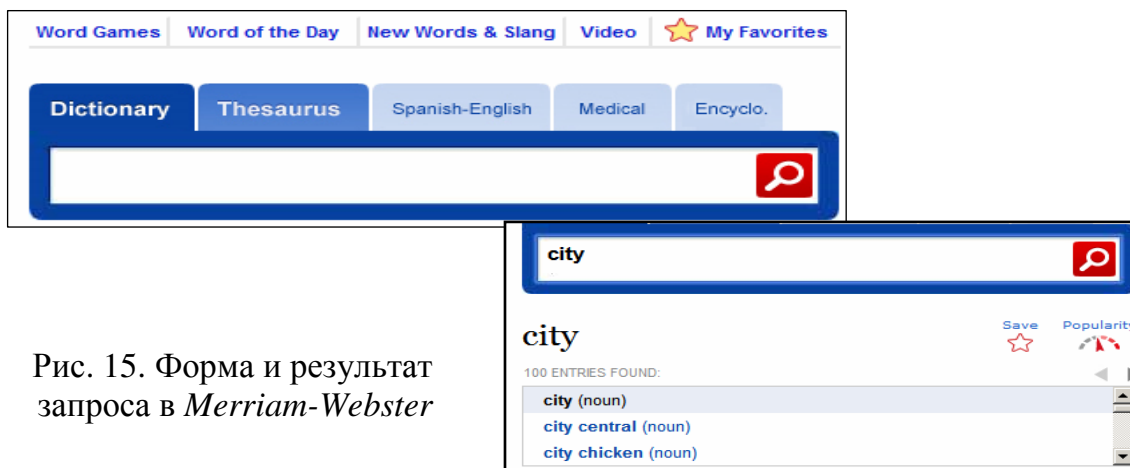 Word Games Word of the Day New Words & Slang Video My Favorites
Dictionary Thesaurus Spanish-English Medical Encyclo.
city
city
Save Popularity
100 ENTRIES FOUND:
city (noun)
city central (noun)
city chicken (noun)
Рис. 15. Форма и результат
запроса в Merriam-Webster